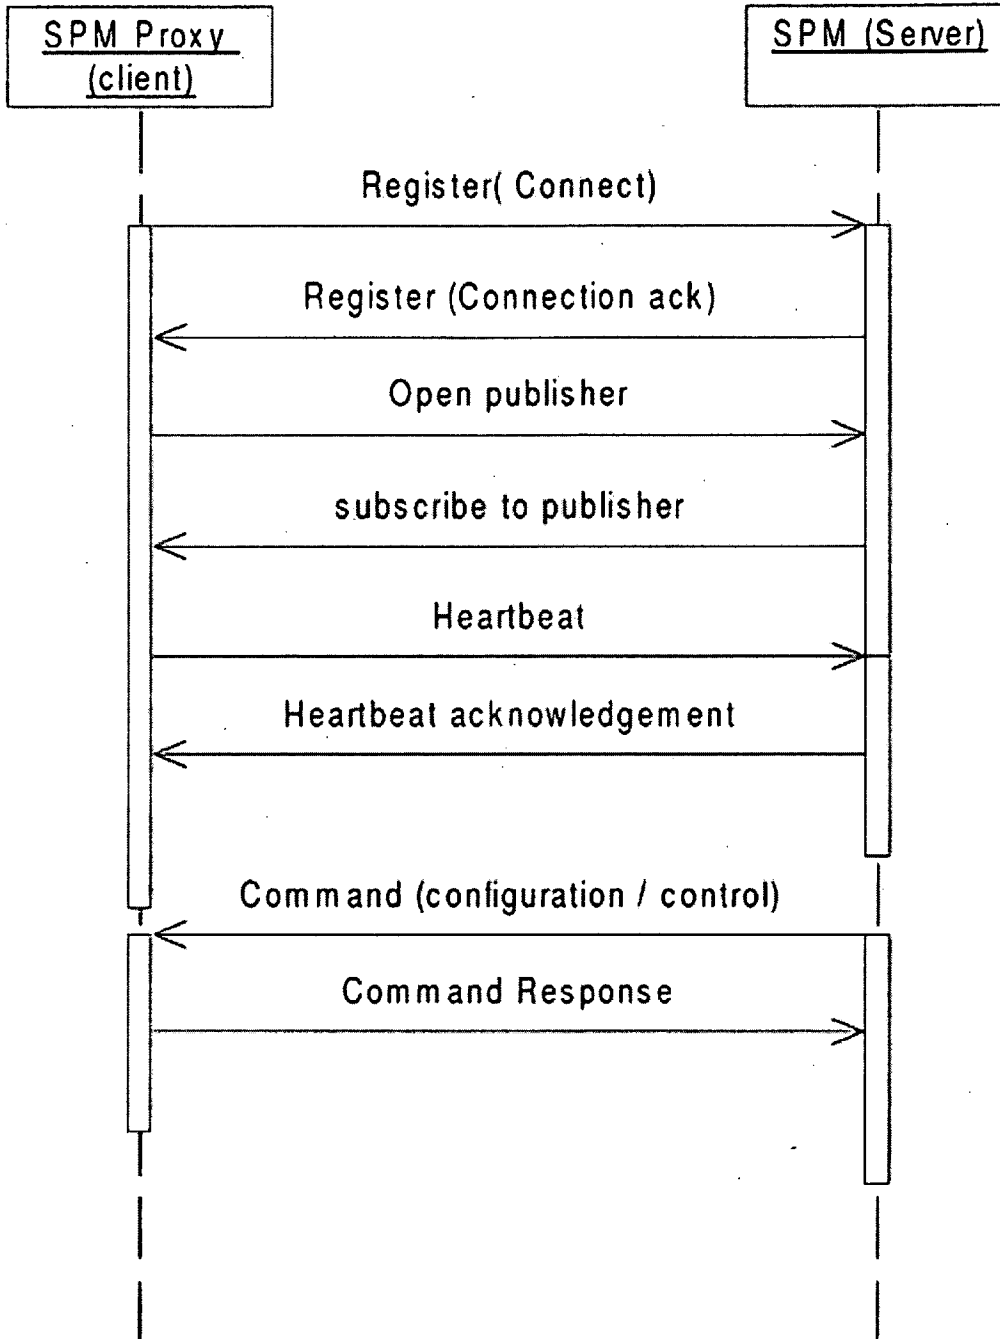 SPM Proxy
(client)
SPM (Server)
Register( Connect)
Register (Connection ack)
Open publisher
subscribe to publisher
Heartbeat
Heartbeat acknowledgement
Command (configuration / control)
Command Response